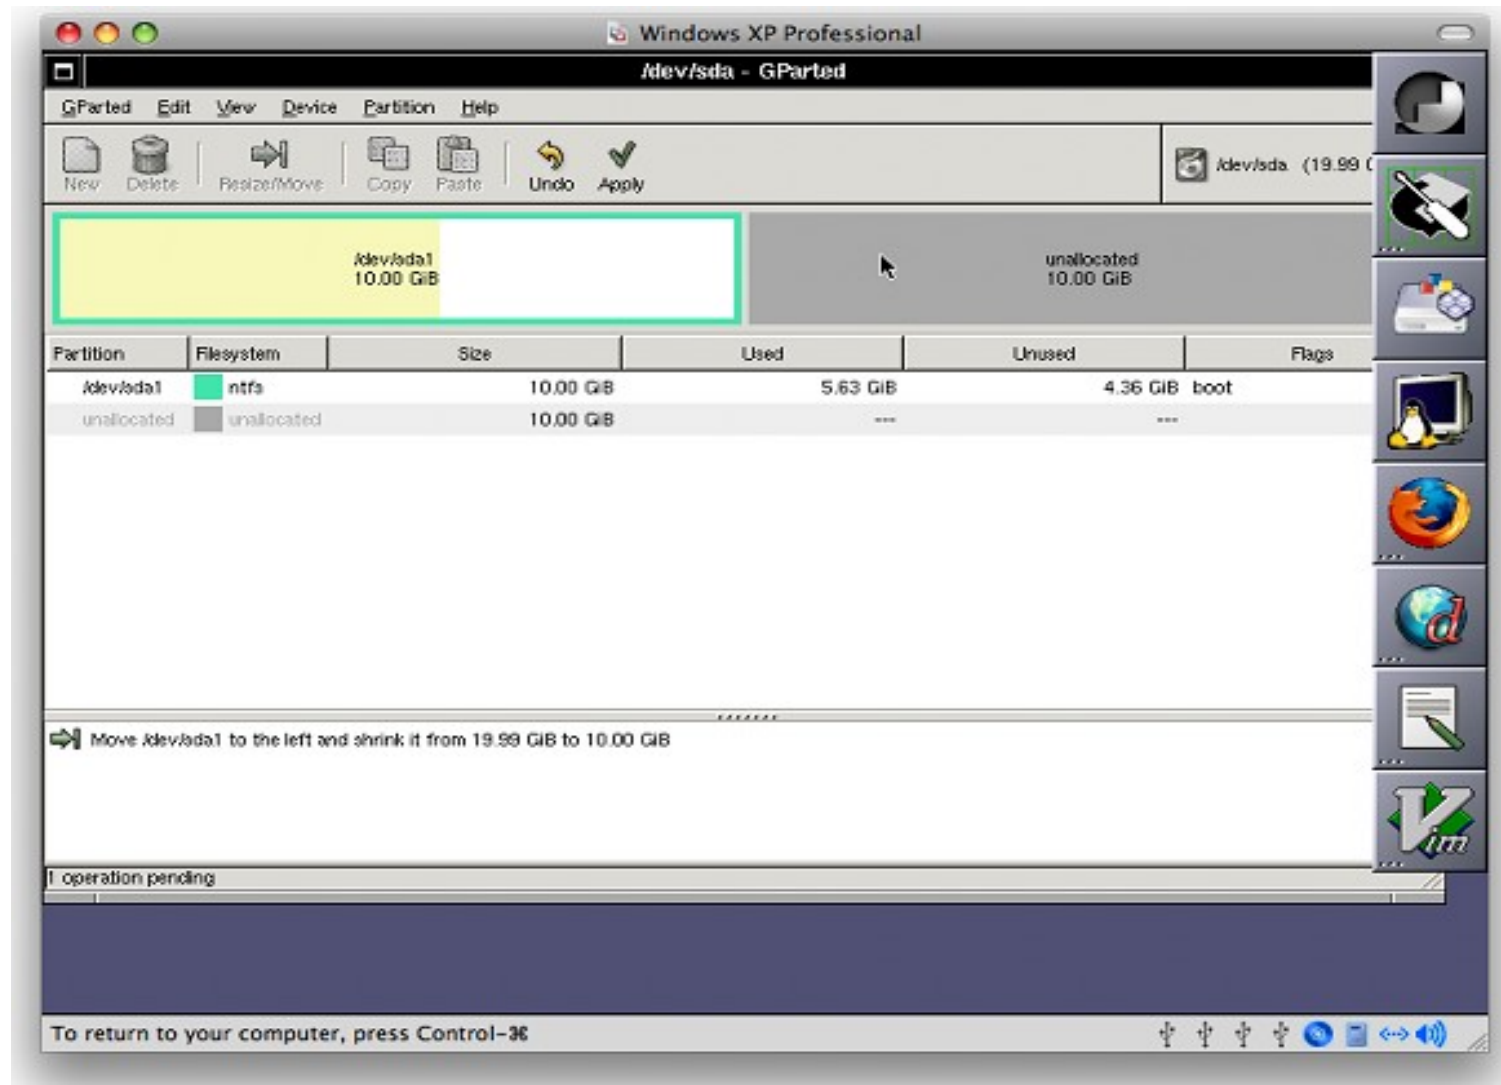 Windows XP Professional
/dev/sda - GParted
GParted Edit View Device Partition Help
New Delete Resize/Move Copy Paste Undo Apply
/dev/sda (19.99
/dev/sda1
10.00 GiB
unallocated
10.00 GiB
Partition Filesystem Size Used Unused Flags
/dev/sda1 ntfs 10.00 GiB 5.63 GiB 4.36 GiB boot
unallocated unallocated 10.00 GiB --- ---
Move /dev/sda1 to the left and shrink it from 19.99 GiB to 10.00 GiB
1 operation pending
d
Vim
To return to your computer, press Control-⌘